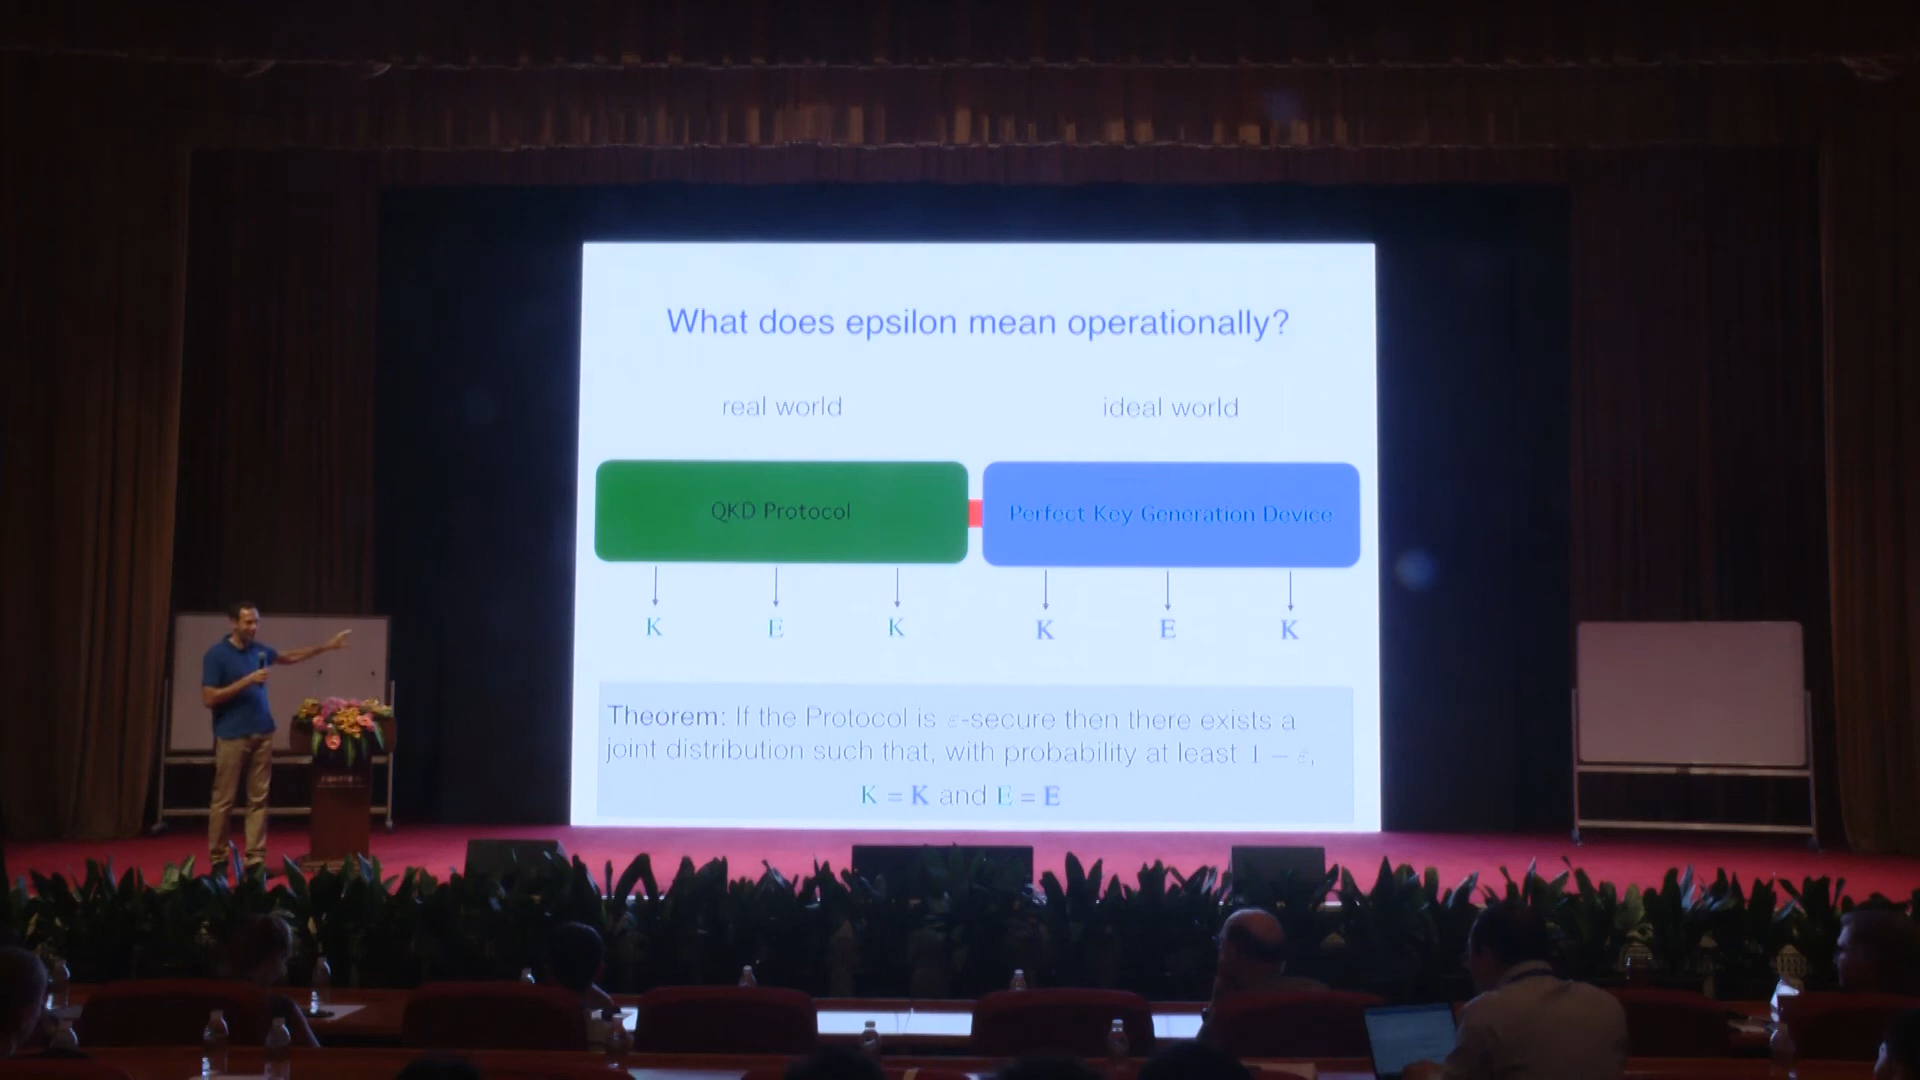 What does epsilon mean operationally?
real world
ideal world
QKD Protocol
Perfect Key Generation Device
K E K
K E K
Theorem: If the Protocol is ε-secure then there exists a
joint distribution such that, with probability at least 1 − ε,
K = K and E = E